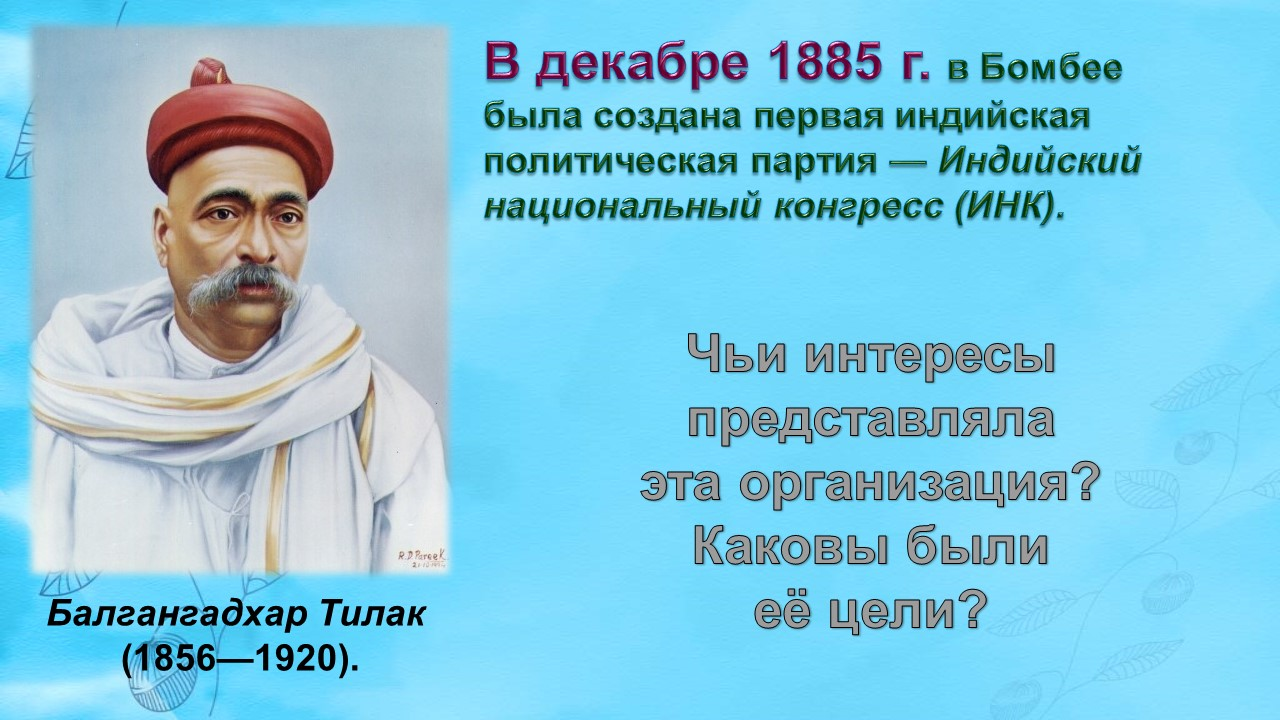 В декабре 1885 г. в Бомбее
была создана первая индийская
политическая партия — Индийский
национальный конгресс (ИНК).
Чьи интересы
представляла
эта организация?
Каковы были
её цели?
R.D Pareek
Балгангадхар Тилак
(1856—1920).